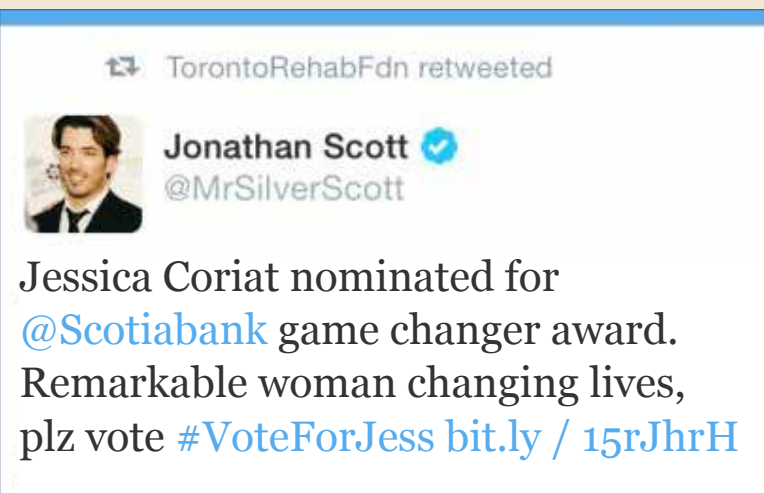 TorontoRehabFdn retweeted
Jonathan Scott
@MrSilverScott
Jessica Coriat nominated for
@Scotiabank game changer award.
Remarkable woman changing lives,
plz vote #VoteForJess bit.ly / 15rJhrH